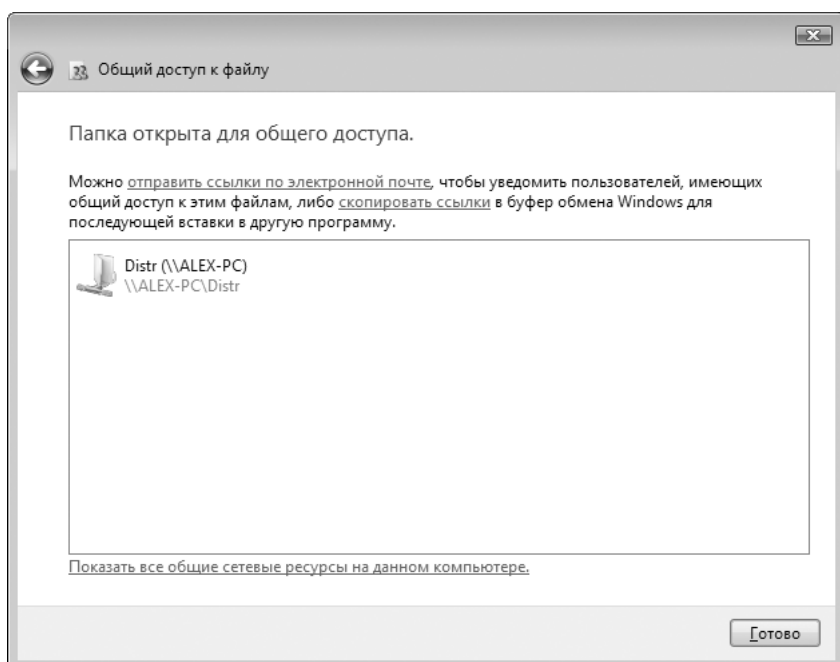 Общий доступ к файлу
Папка открыта для общего доступа.
Можно отправить ссылки по электронной почте, чтобы уведомить пользователей, имеющих
общий доступ к этим файлам, либо скопировать ссылки в буфер обмена Windows для
последующей вставки в другую программу.
Distr (\\ALEX-PC)
\\ALEX-PC\Distr
Показать все общие сетевые ресурсы на данном компьютере.
Готово